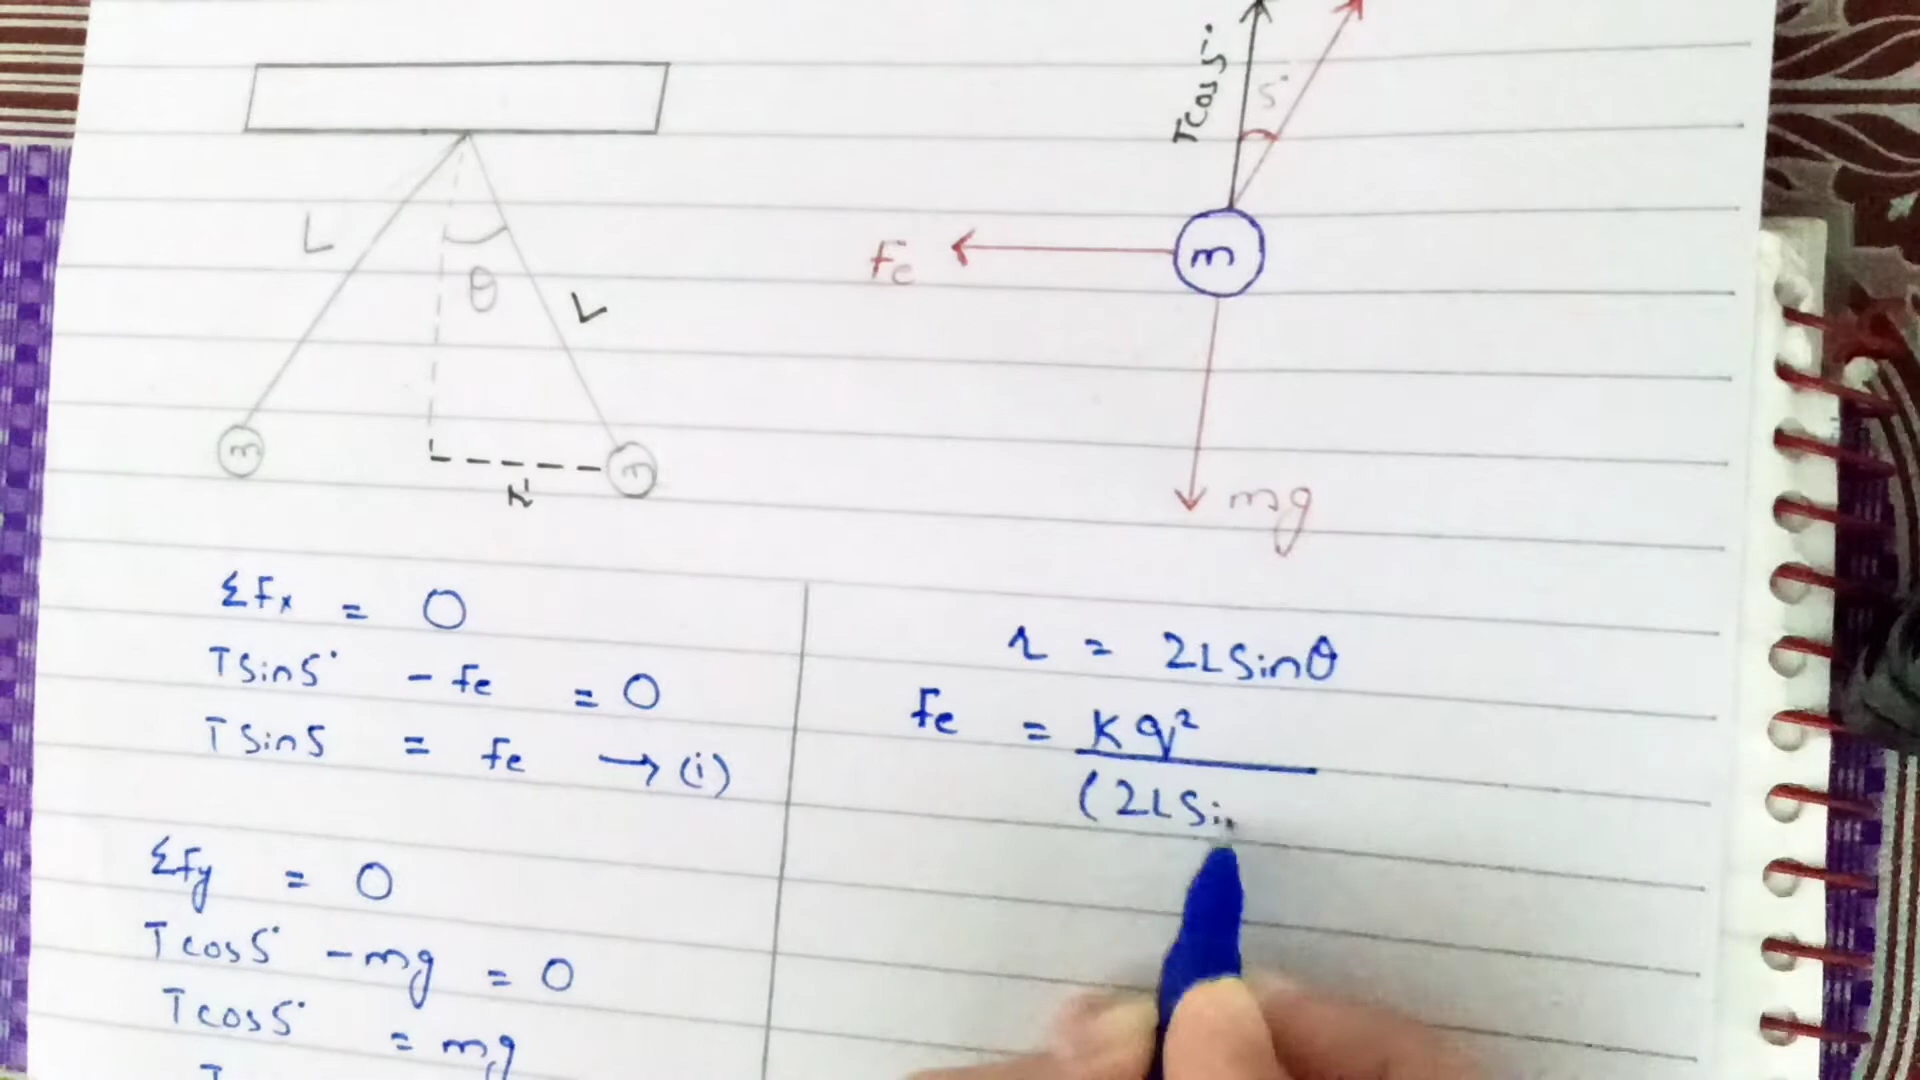 L
θ
L
m
r'
m
Tcos5°
5°
Fe
m
mg
ΣFx = 0
TSin5° - Fe = 0
TSin5 = Fe → (i)
ΣFy = 0
Tcos5° - mg = 0
Tcos5° = mg
r = 2LSinθ
Fe = Kq²
(2LSi